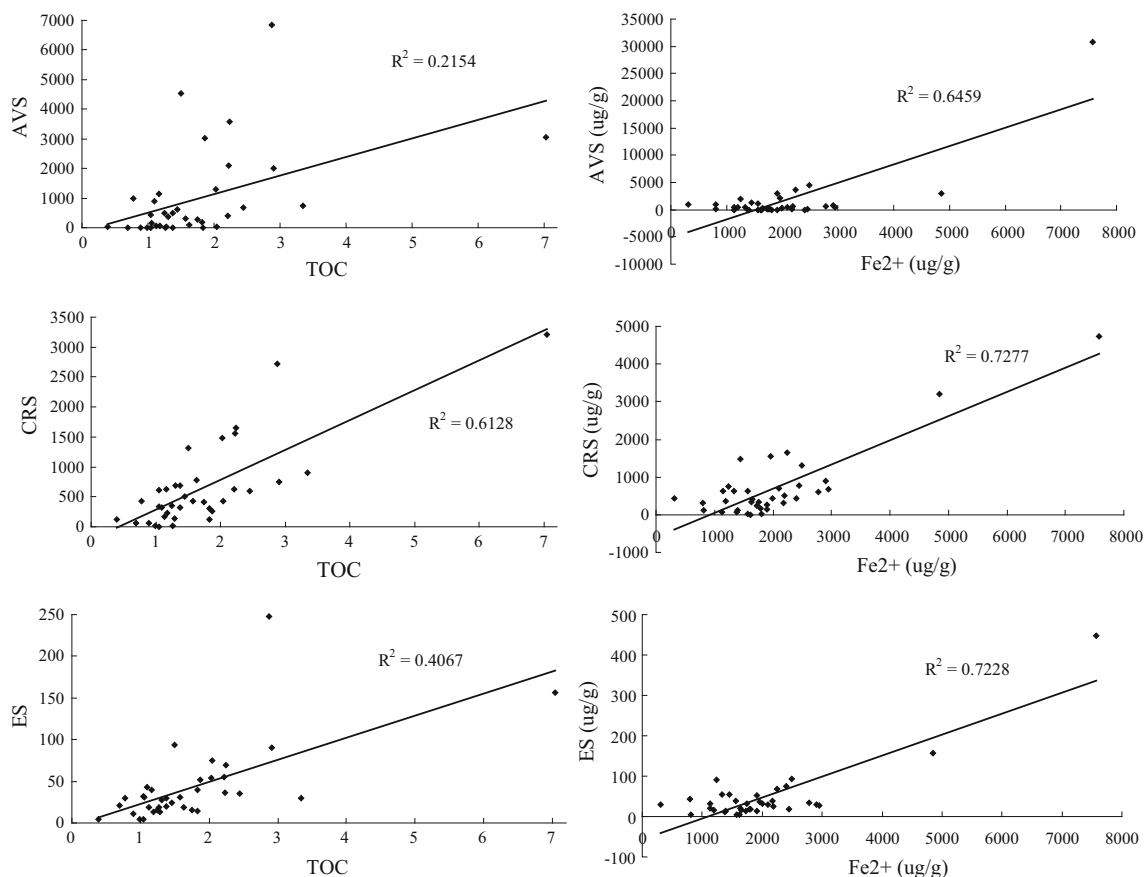 7000
6000
5000
4000
3000
2000
1000
0
AVS
R² = 0.2154
0 1 2 3 4 5 6 7
TOC
35000
30000
25000
20000
15000
10000
5000
0
-5000
-10000
AVS (ug/g)
R² = 0.6459
0 1000 2000 3000 4000 5000 6000 7000 8000
Fe2+ (ug/g)
3500
3000
2500
2000
1500
1000
500
0
CRS
R² = 0.6128
0 1 2 3 4 5 6 7
TOC
5000
4000
3000
2000
1000
0
-1000
CRS (ug/g)
R² = 0.7277
0 1000 2000 3000 4000 5000 6000 7000 8000
Fe2+ (ug/g)
250
200
150
100
50
0
ES
R² = 0.4067
0 1 2 3 4 5 6 7
TOC
500
400
300
200
100
0
-100
ES (ug/g)
R² = 0.7228
0 1000 2000 3000 4000 5000 6000 7000 8000
Fe2+ (ug/g)